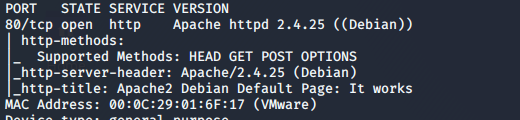 PORT   STATE SERVICE VERSION
80/tcp open  http    Apache httpd 2.4.25 ((Debian))
| http-methods:
|_  Supported Methods: HEAD GET POST OPTIONS
|_http-server-header: Apache/2.4.25 (Debian)
|_http-title: Apache2 Debian Default Page: It works
MAC Address: 00:0C:29:01:6F:17 (VMware)
Device type: general purpose